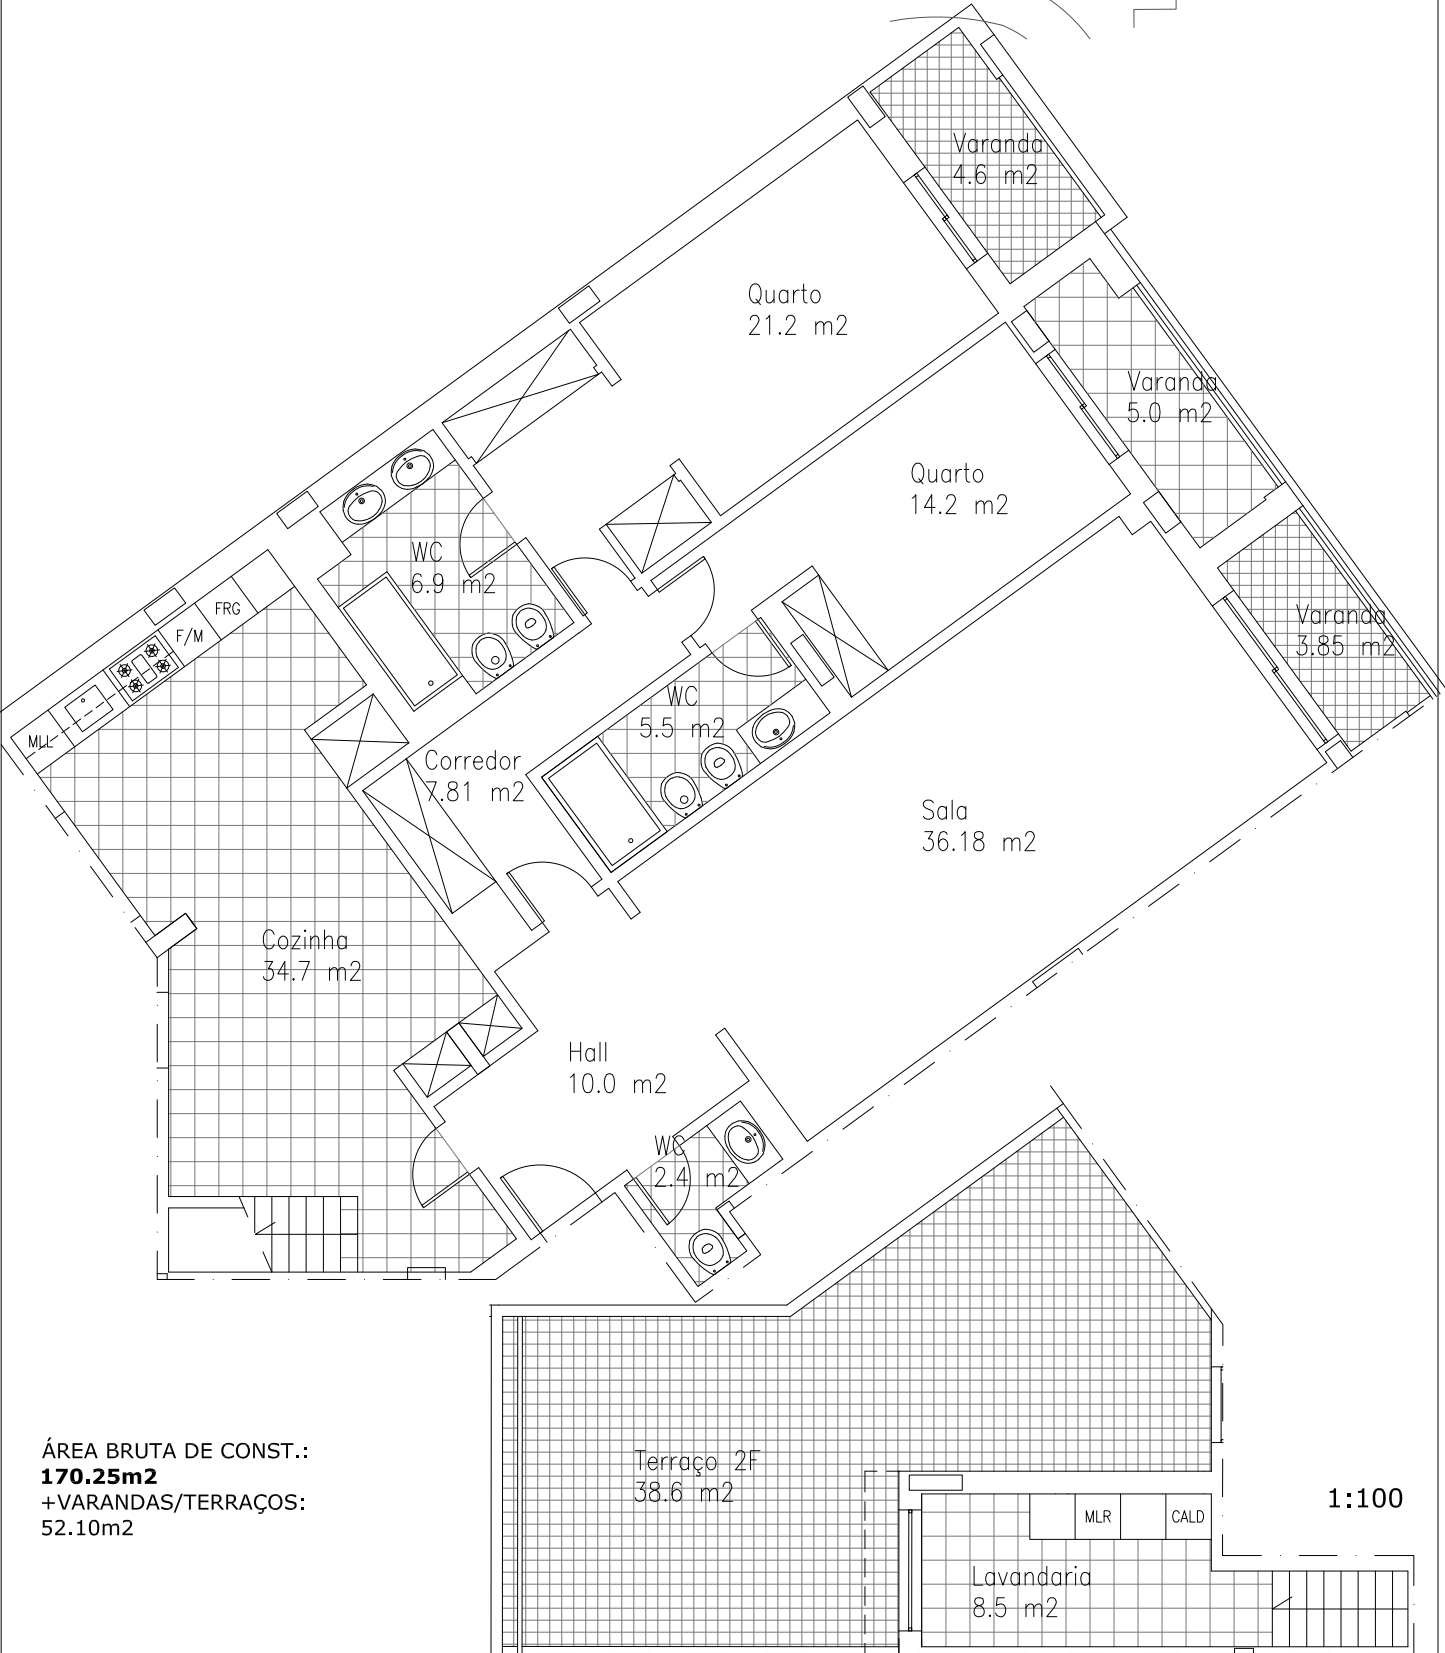 Varanda
4.6 m2
Quarto
21.2 m2
Varanda
5.0 m2
Quarto
14.2 m2
WC
6.9 m2
FRG
F/M
MLL
Varanda
3.85 m2
WC
5.5 m2
Corredor
7.81 m2
Sala
36.18 m2
Cozinha
34.7 m2
Hall
10.0 m2
WC
2.4 m2
ÁREA BRUTA DE CONST.:
170.25m2
+VARANDAS/TERRAÇOS:
52.10m2
Terraço 2F
38.6 m2
1:100
MLR
CALD
Lavandaria
8.5 m2